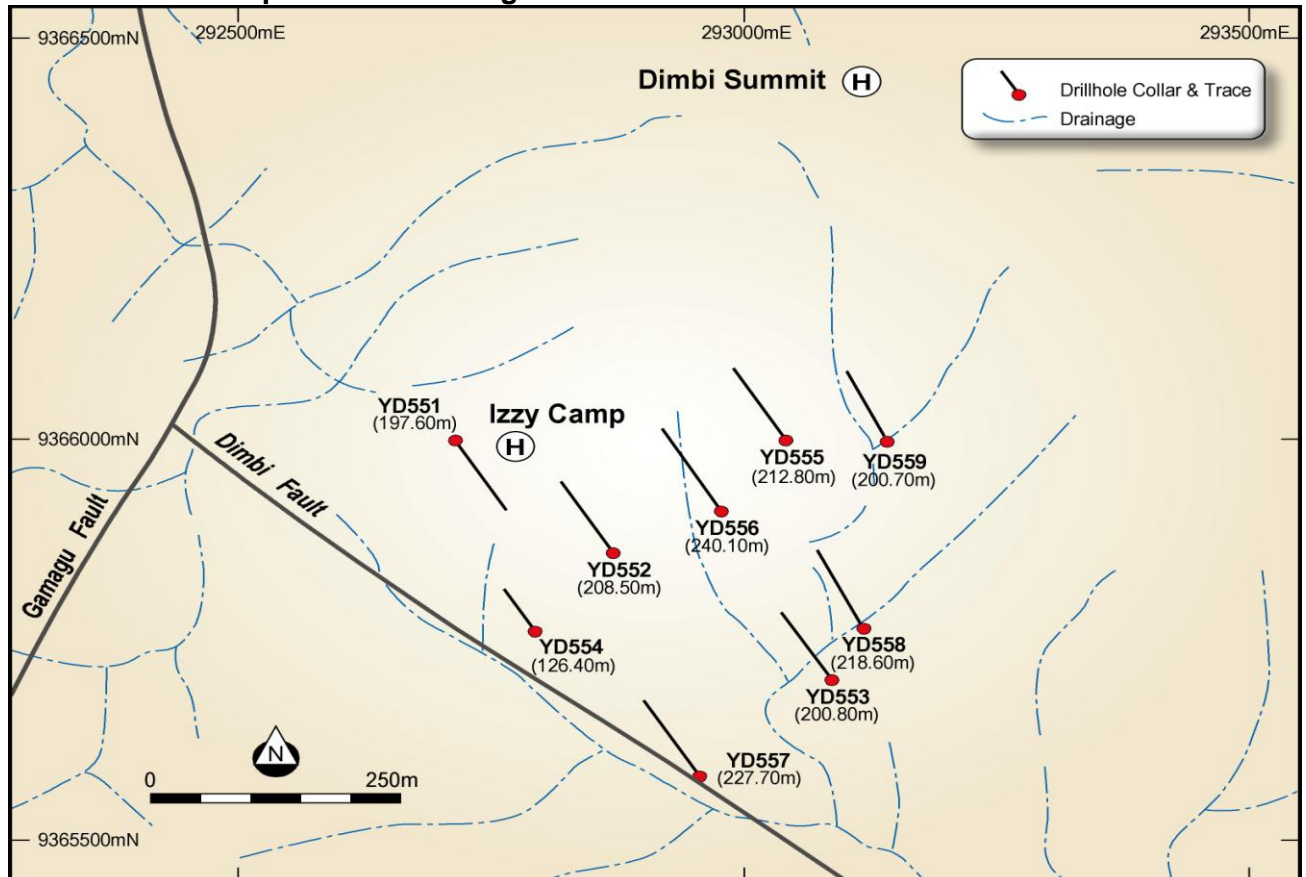 9366500mN
292500mE
293000mE
293500mE
Dimbi Summit H
Drillhole Collar & Trace
Drainage
YD551
(197.60m)
Izzy Camp
H
9366000mN
YD555
(212.80m)
YD559
(200.70m)
Dimbi Fault
Gamagu Fault
YD556
(240.10m)
YD552
(208.50m)
YD554
(126.40m)
YD558
(218.60m)
YD553
(200.80m)
YD557
(227.70m)
N
0 250m
9365500mN